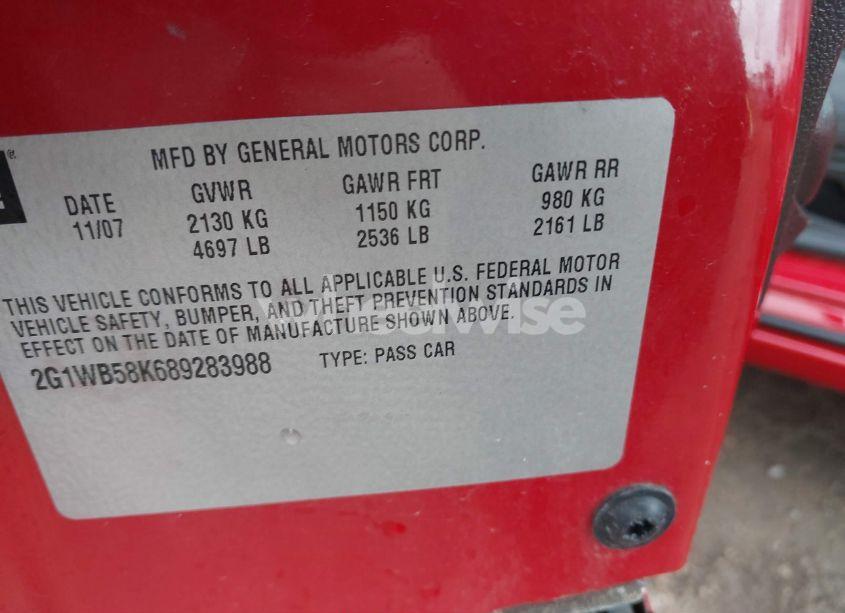 MFD BY GENERAL MOTORS CORP.
DATE GVWR GAWR FRT GAWR RR
11/07 2130 KG 1150 KG 980 KG
4697 LB 2536 LB 2161 LB
THIS VEHICLE CONFORMS TO ALL APPLICABLE U.S. FEDERAL MOTOR
VEHICLE SAFETY, BUMPER, AND THEFT PREVENTION STANDARDS IN
EFFECT ON THE DATE OF MANUFACTURE SHOWN ABOVE.
2G1WB58K689283988 TYPE: PASS CAR